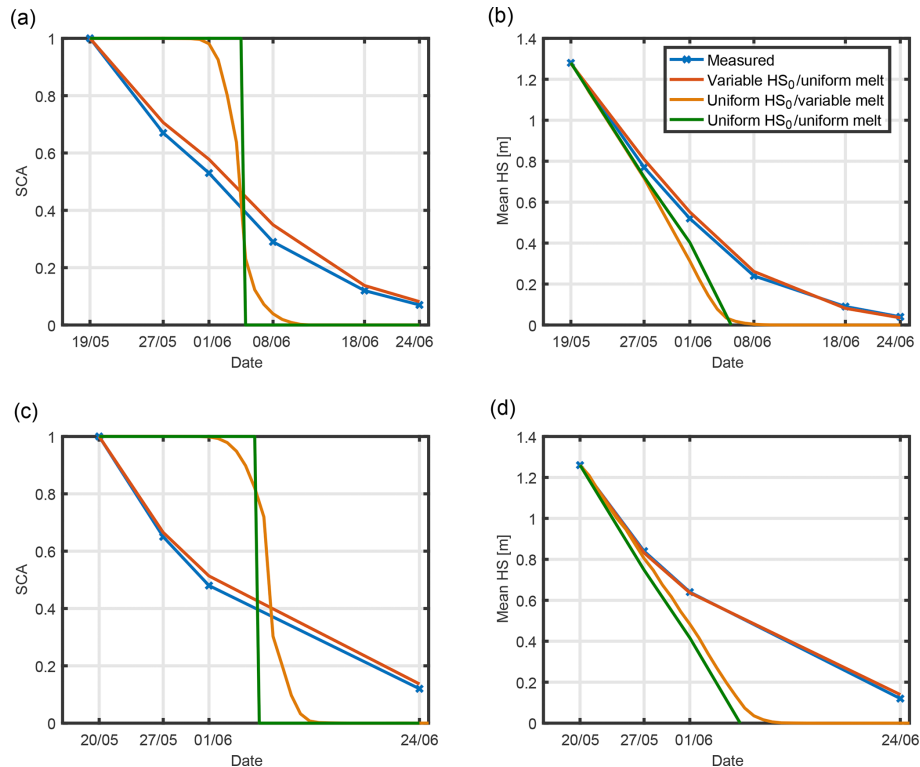 (a)
SCA
1
0.8
0.6
0.4
0.2
0
19/05 27/05 01/06 08/06 18/06 24/06
Date
(b)
Mean HS [m]
1.4
1.2
1
0.8
0.6
0.4
0.2
0
Measured
Variable HS0/uniform melt
Uniform HS0/variable melt
Uniform HS0/uniform melt
19/05 27/05 01/06 08/06 18/06 24/06
Date
(c)
SCA
1
0.8
0.6
0.4
0.2
0
20/05 27/05 01/06 24/06
Date
(d)
Mean HS [m]
1.4
1.2
1
0.8
0.6
0.4
0.2
0
20/05 27/05 01/06 24/06
Date